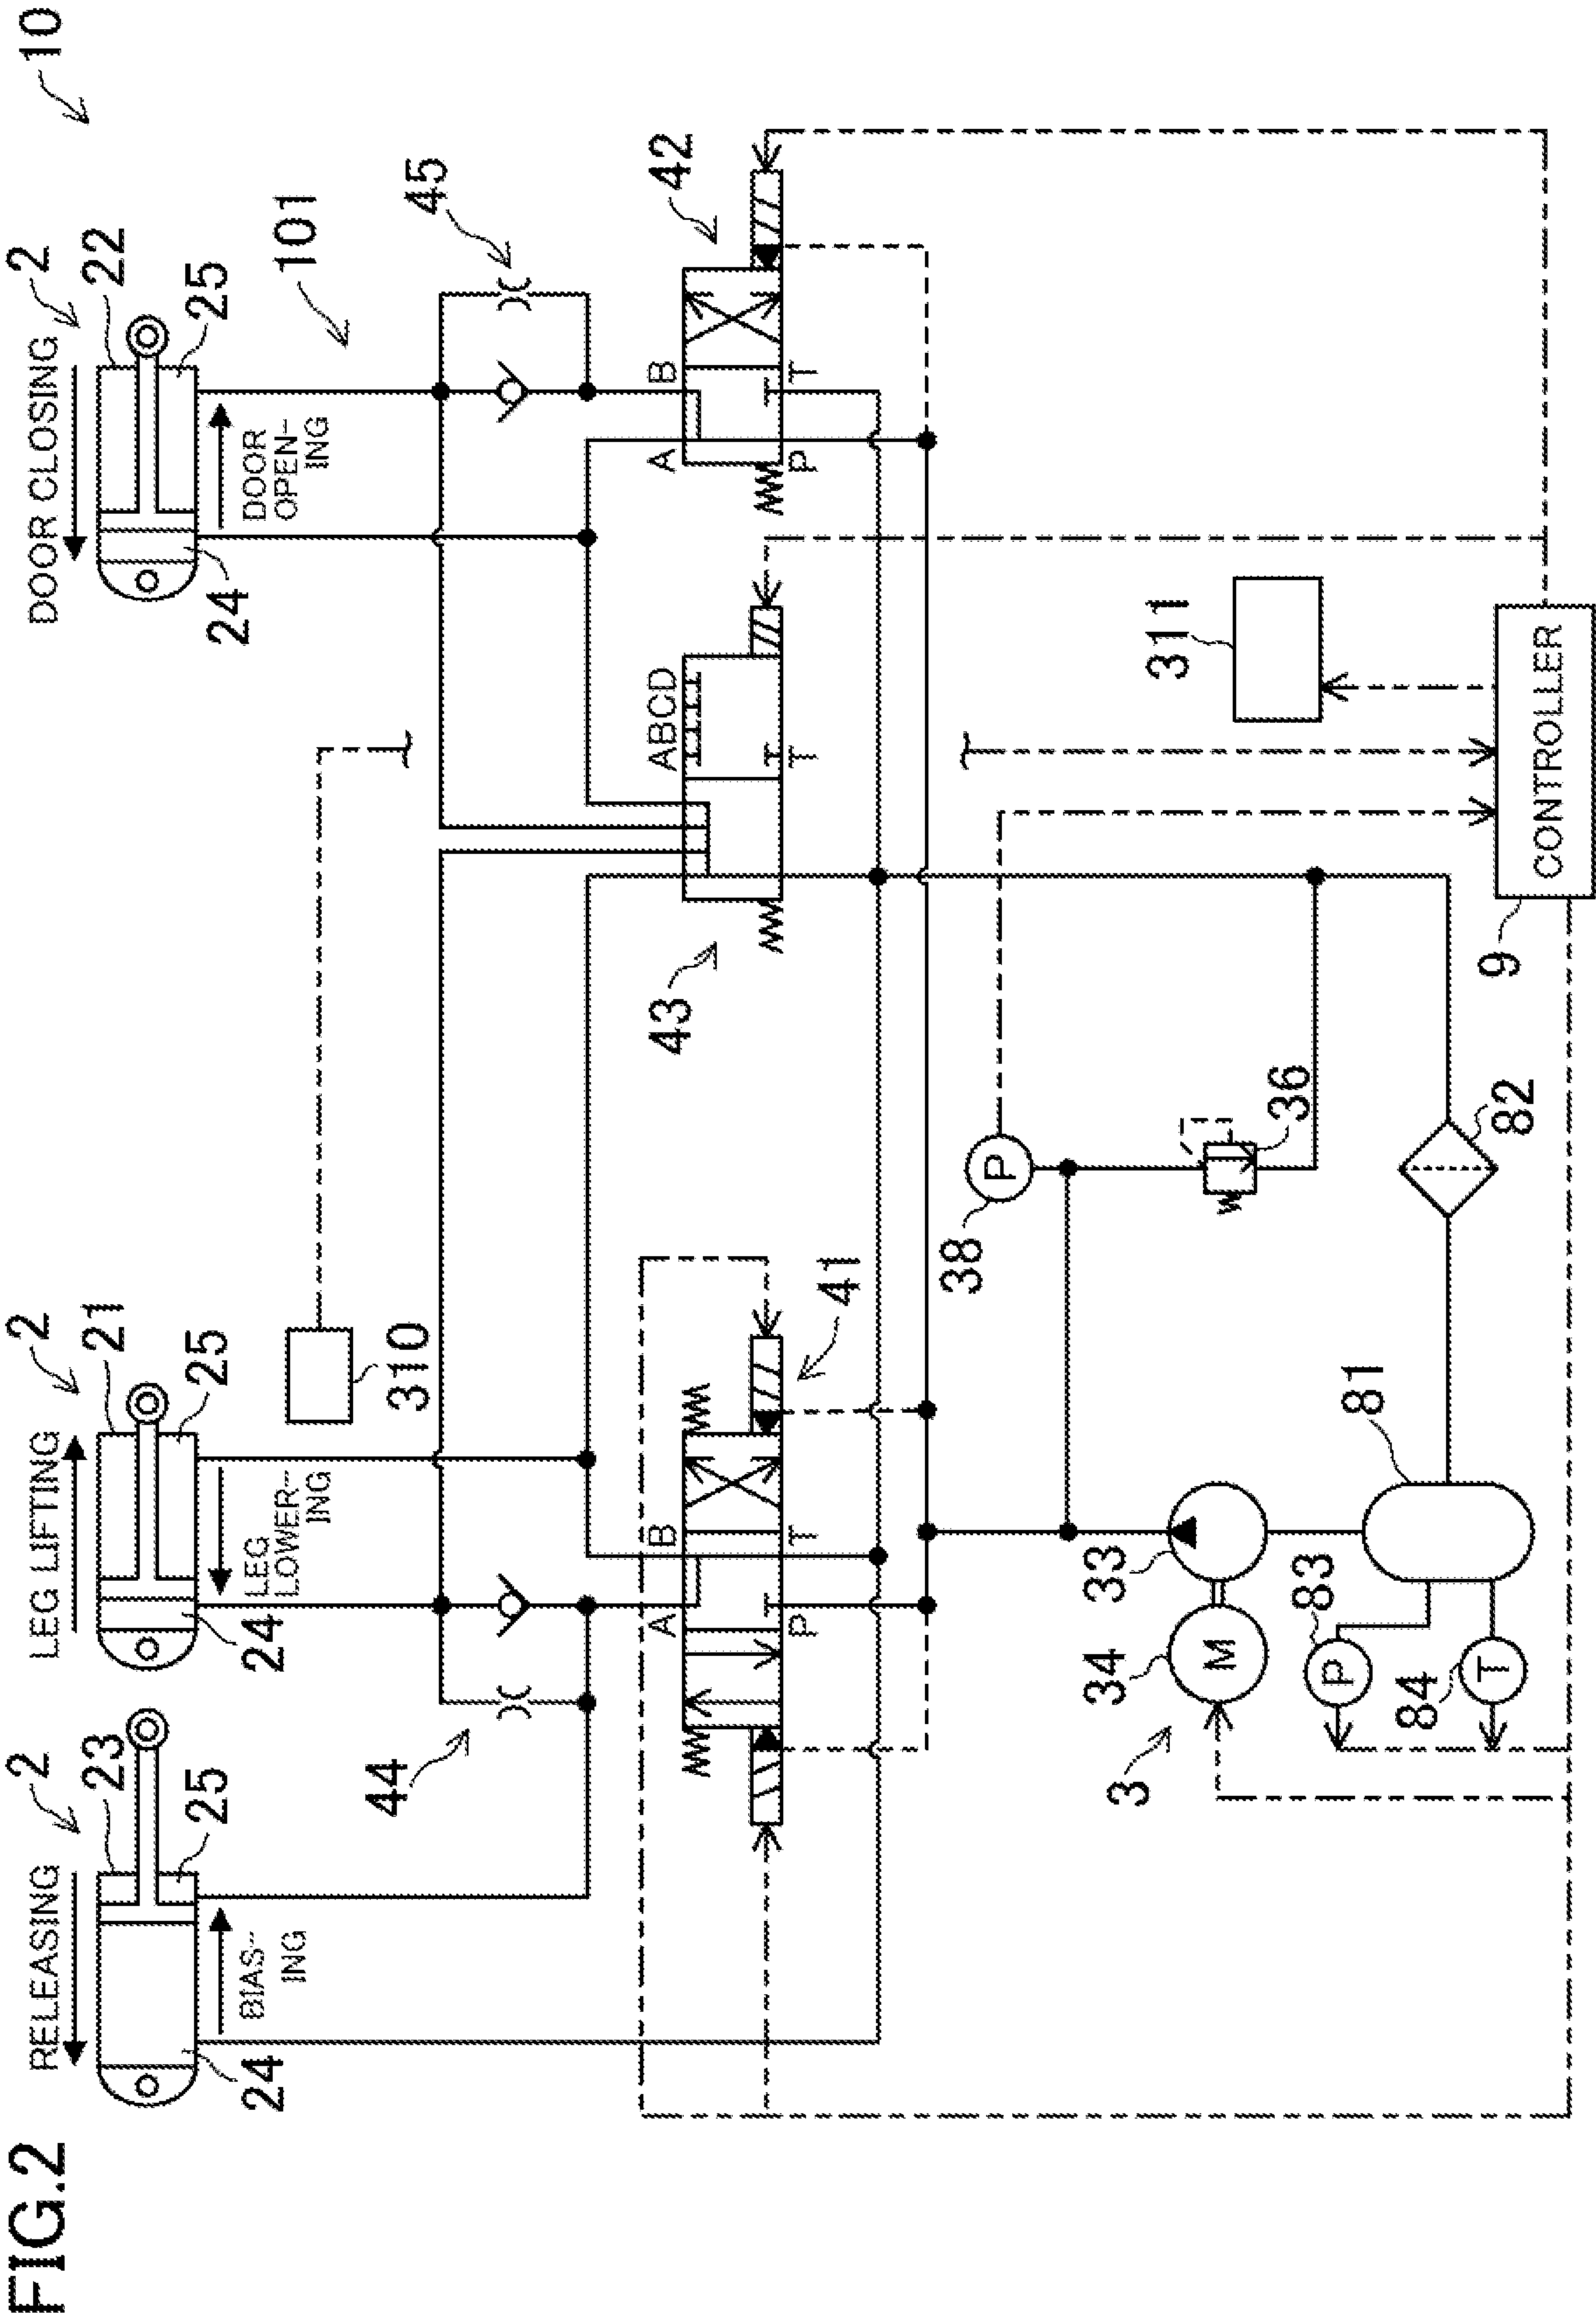 FIG.2
10
RELEASING
2
23
25
24
BIAS-
ING
LEG LIFTING
2
21
25
24
LEG
LOWER-
ING
DOOR CLOSING
2
22
25
24
DOOR
OPEN-
ING
101
310
44
45
A B
P T
41
43
ABCD
T
A B
P T
42
38
P
36
311
3
34
M
33
83
P
84
T
81
82
9
CONTROLLER